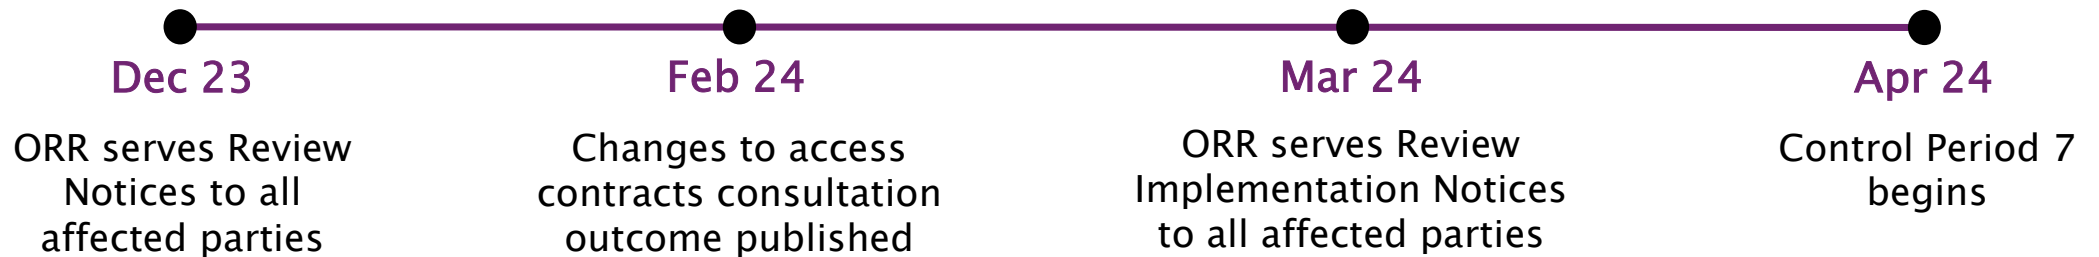 Dec 23
ORR serves Review
Notices to all
affected parties
Feb 24
Changes to access
contracts consultation
outcome published
Mar 24
ORR serves Review
Implementation Notices
to all affected parties
Apr 24
Control Period 7
begins